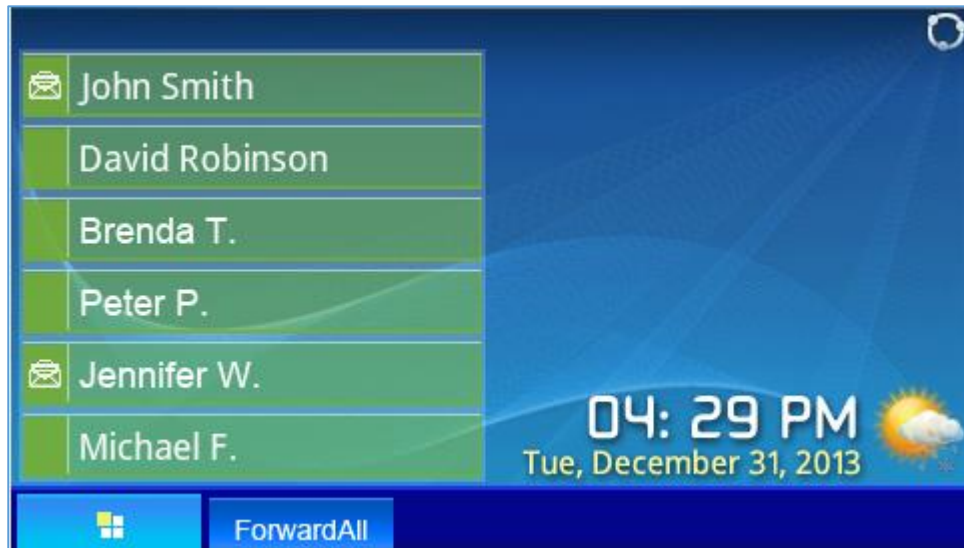 John Smith
David Robinson
Brenda T.
Peter P.
Jennifer W.
Michael F.
04: 29 PM
Tue, December 31, 2013
ForwardAll